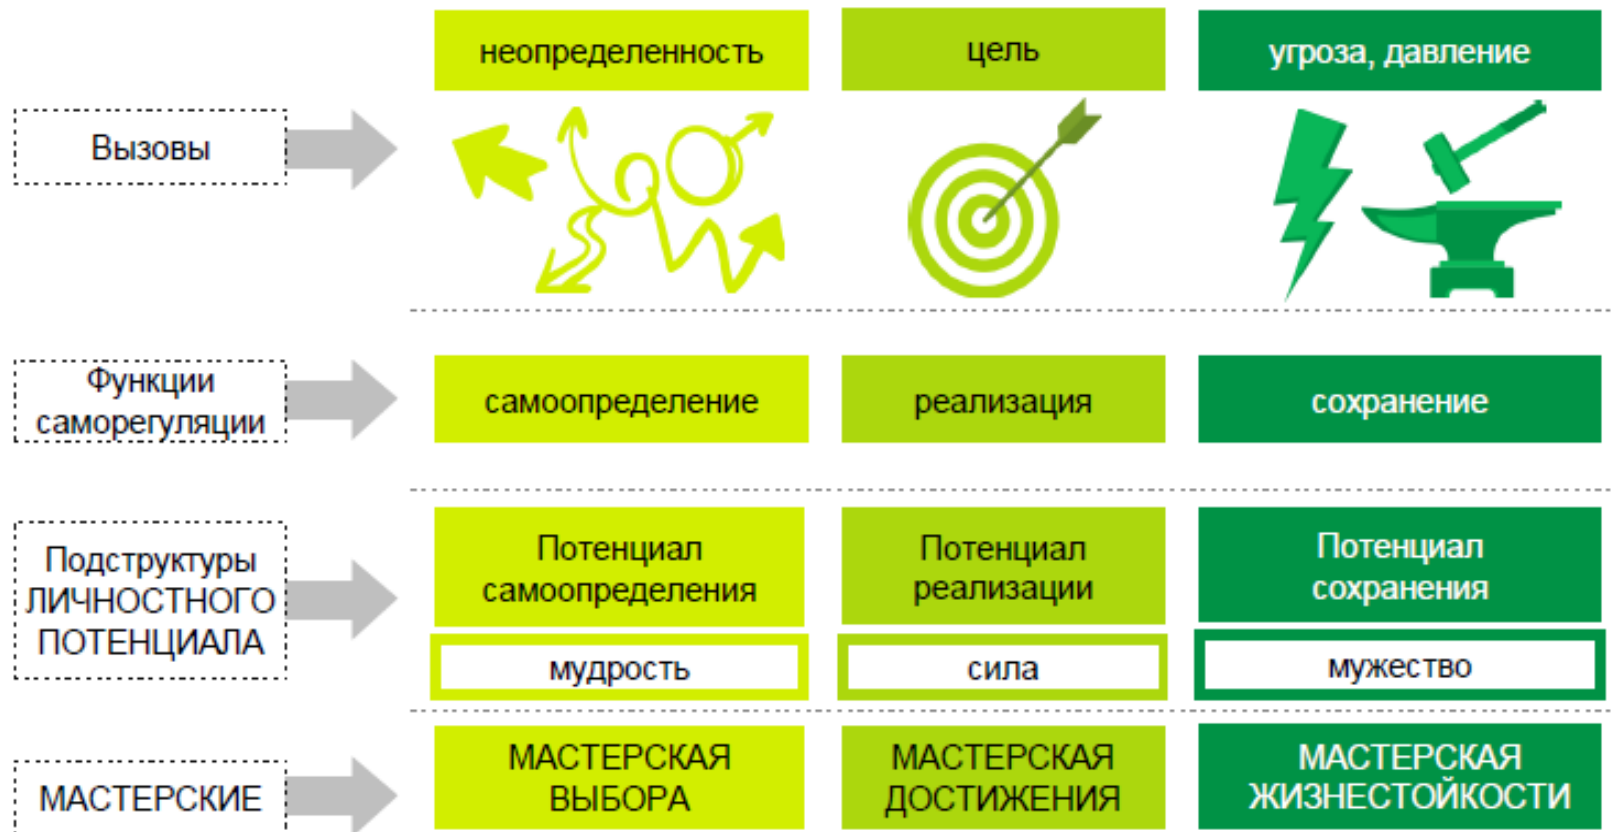 неопределенность
цель
угроза, давление
Вызовы
Функции
саморегуляции
самоопределение
реализация
сохранение
Подструктуры
ЛИЧНОСТНОГО
ПОТЕНЦИАЛА
Потенциал
самоопределения
Потенциал
реализации
Потенциал
сохранения
мудрость
сила
мужество
МАСТЕРСКИЕ
МАСТЕРСКАЯ
ВЫБОРА
МАСТЕРСКАЯ
ДОСТИЖЕНИЯ
МАСТЕРСКАЯ
ЖИЗНЕСТОЙКОСТИ